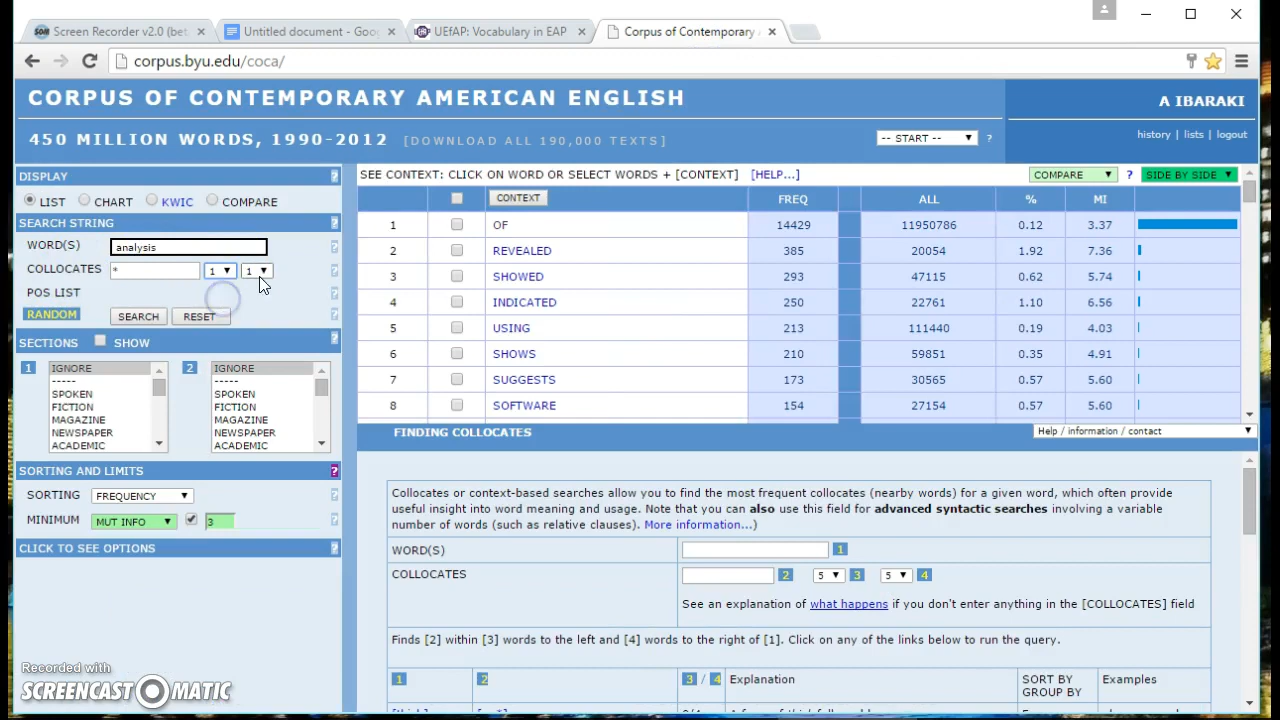 Screen Recorder v2.0 (bet
Untitled document - Goo
UEfAP: Vocabulary in EAP
Corpus of Contemporary
corpus.byu.edu/coca/
CORPUS OF CONTEMPORARY AMERICAN ENGLISH
A IBARAKI
450 MILLION WORDS, 1990-2012 [DOWNLOAD ALL 190,000 TEXTS]
-- START -- ?
history | lists | logout
DISPLAY ?
LIST CHART KWIC COMPARE
SEARCH STRING ?
WORD(S) analysis ?
COLLOCATES * 1 1 ?
POS LIST ?
RANDOM SEARCH RESET ?
SECTIONS SHOW ?
1 IGNORE 2 IGNORE
----- -----
SPOKEN SPOKEN
FICTION FICTION
MAGAZINE MAGAZINE
NEWSPAPER NEWSPAPER
ACADEMIC ACADEMIC
SORTING AND LIMITS ?
SORTING FREQUENCY ?
MINIMUM MUT INFO 3 ?
CLICK TO SEE OPTIONS ?
SEE CONTEXT: CLICK ON WORD OR SELECT WORDS + [CONTEXT] [HELP...] COMPARE ? SIDE BY SIDE
CONTEXT FREQ ALL % MI
1 OF 14429 11950786 0.12 3.37
2 REVEALED 385 20054 1.92 7.36
3 SHOWED 293 47115 0.62 5.74
4 INDICATED 250 22761 1.10 6.56
5 USING 213 111440 0.19 4.03
6 SHOWS 210 59851 0.35 4.91
7 SUGGESTS 173 30565 0.57 5.60
8 SOFTWARE 154 27154 0.57 5.60
FINDING COLLOCATES Help / information / contact
Collocates or context-based searches allow you to find the most frequent collocates (nearby words) for a given word, which often provide
useful insight into word meaning and usage. Note that you can also use this field for advanced syntactic searches involving a variable
number of words (such as relative clauses). More information...)
WORD(S) 1
COLLOCATES 2 5 3 5 4
See an explanation of what happens if you don't enter anything in the [COLLOCATES] field
Finds [2] within [3] words to the left and [4] words to the right of [1]. Click on any of the links below to run the query.
1 2 3 / 4 Explanation SORT BY Examples
GROUP BY
Recorded with
SCREENCAST MATIC